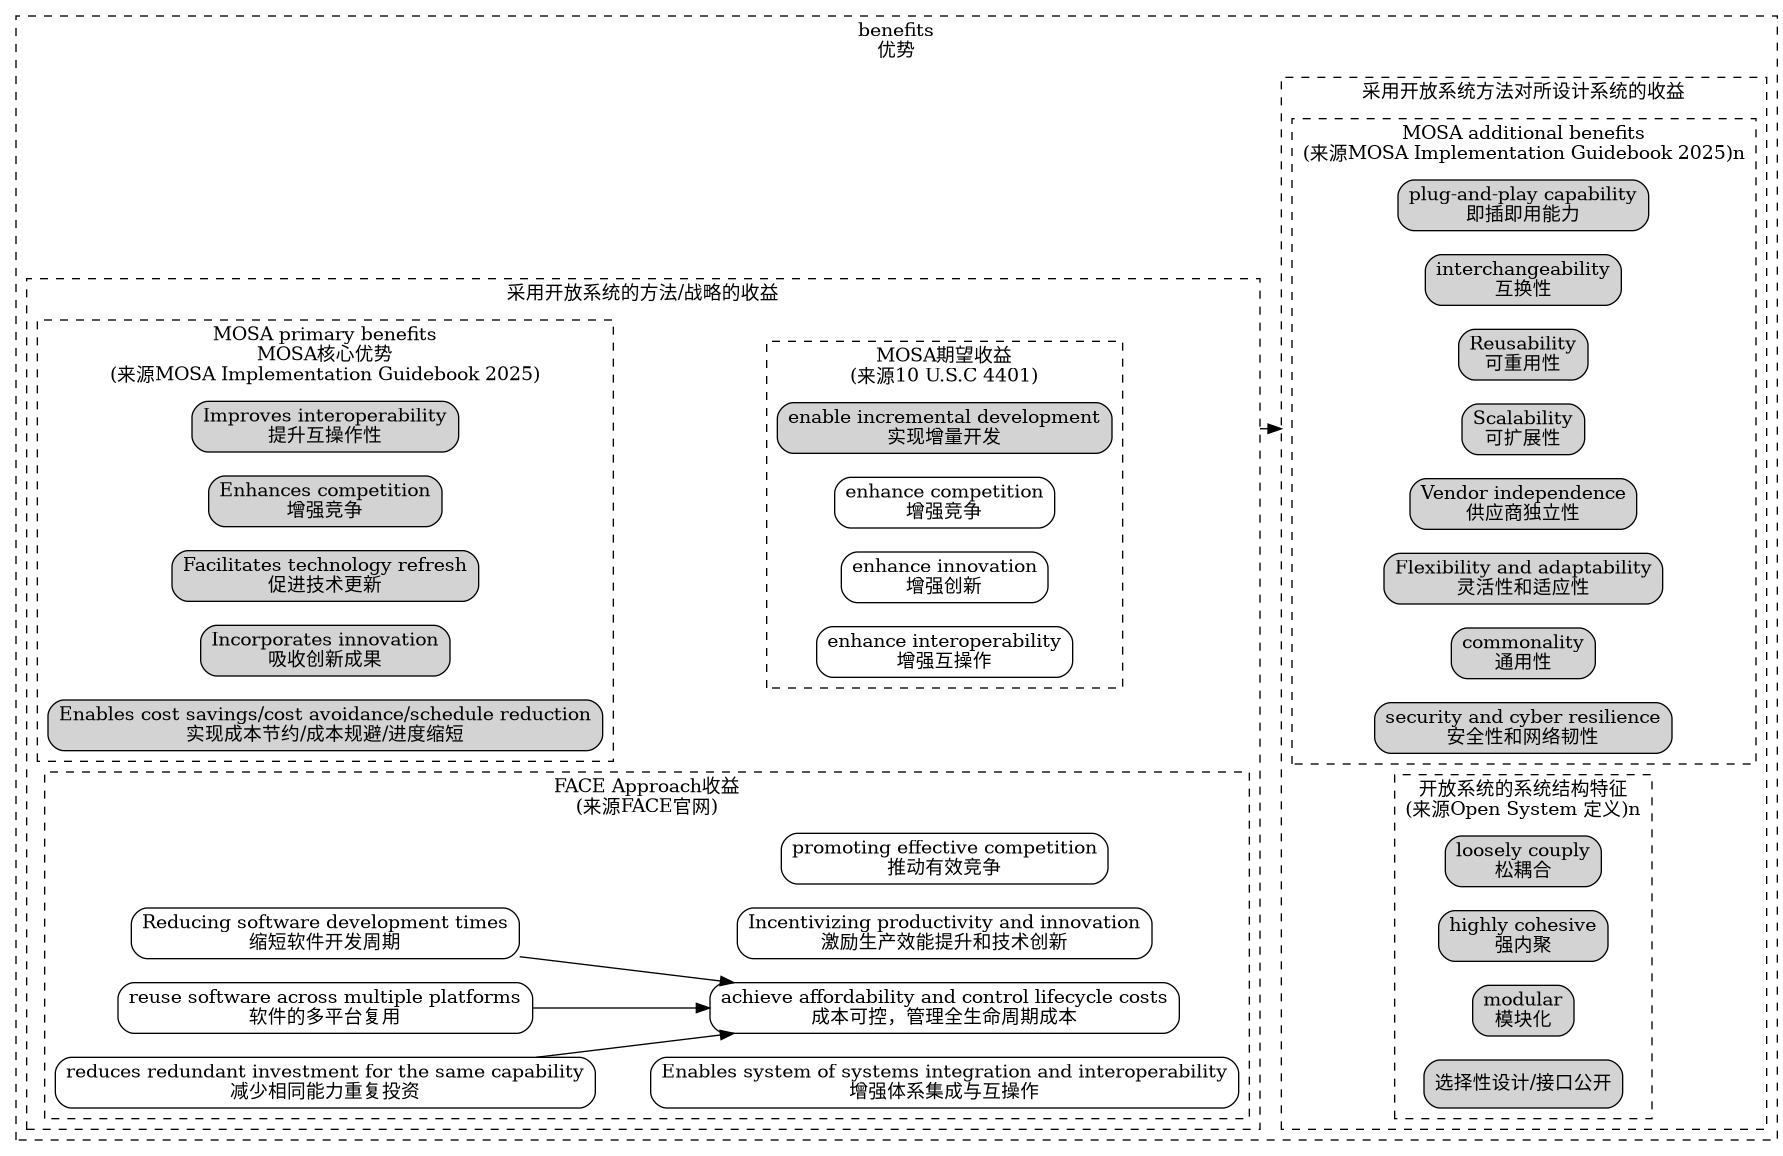 benefits
优势
采用开放系统的方法/战略的收益
MOSA primary benefits
MOSA核心优势
(来源MOSA Implementation Guidebook 2025)
Improves interoperability
提升互操作性
Enhances competition
增强竞争
Facilitates technology refresh
促进技术更新
Incorporates innovation
吸收创新成果
Enables cost savings/cost avoidance/schedule reduction
实现成本节约/成本规避/进度缩短
MOSA期望收益
(来源10 U.S.C 4401)
enable incremental development
实现增量开发
enhance competition
增强竞争
enhance innovation
增强创新
enhance interoperability
增强互操作
FACE Approach收益
(来源FACE官网)
promoting effective competition
推动有效竞争
Reducing software development times
缩短软件开发周期
Incentivizing productivity and innovation
激励生产效能提升和技术创新
reuse software across multiple platforms
软件的多平台复用
achieve affordability and control lifecycle costs
成本可控，管理全生命周期成本
reduces redundant investment for the same capability
减少相同能力重复投资
Enables system of systems integration and interoperability
增强体系集成与互操作
采用开放系统方法对所设计系统的收益
MOSA additional benefits
(来源MOSA Implementation Guidebook 2025)n
plug-and-play capability
即插即用能力
interchangeability
互换性
Reusability
可重用性
Scalability
可扩展性
Vendor independence
供应商独立性
Flexibility and adaptability
灵活性和适应性
commonality
通用性
security and cyber resilience
安全性和网络韧性
开放系统的系统结构特征
(来源Open System 定义)n
loosely couply
松耦合
highly cohesive
强内聚
modular
模块化
选择性设计/接口公开